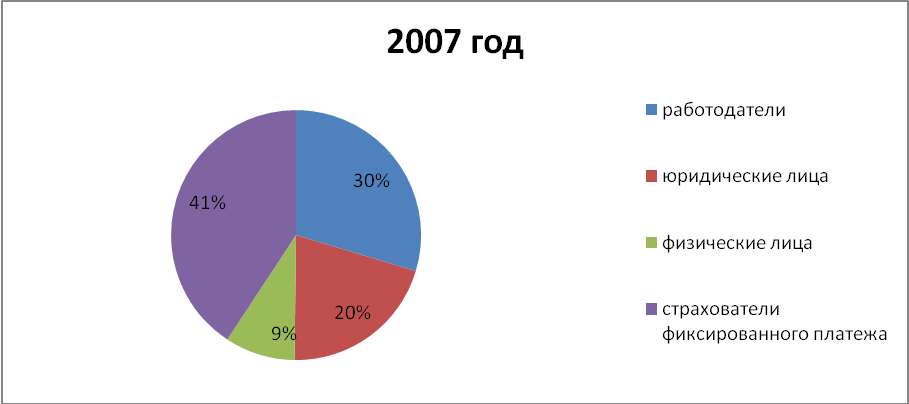 2007 год
работодатели
30%
41%
юридические лица
физические лица
20%
9%
страхователи
фиксированного платежа